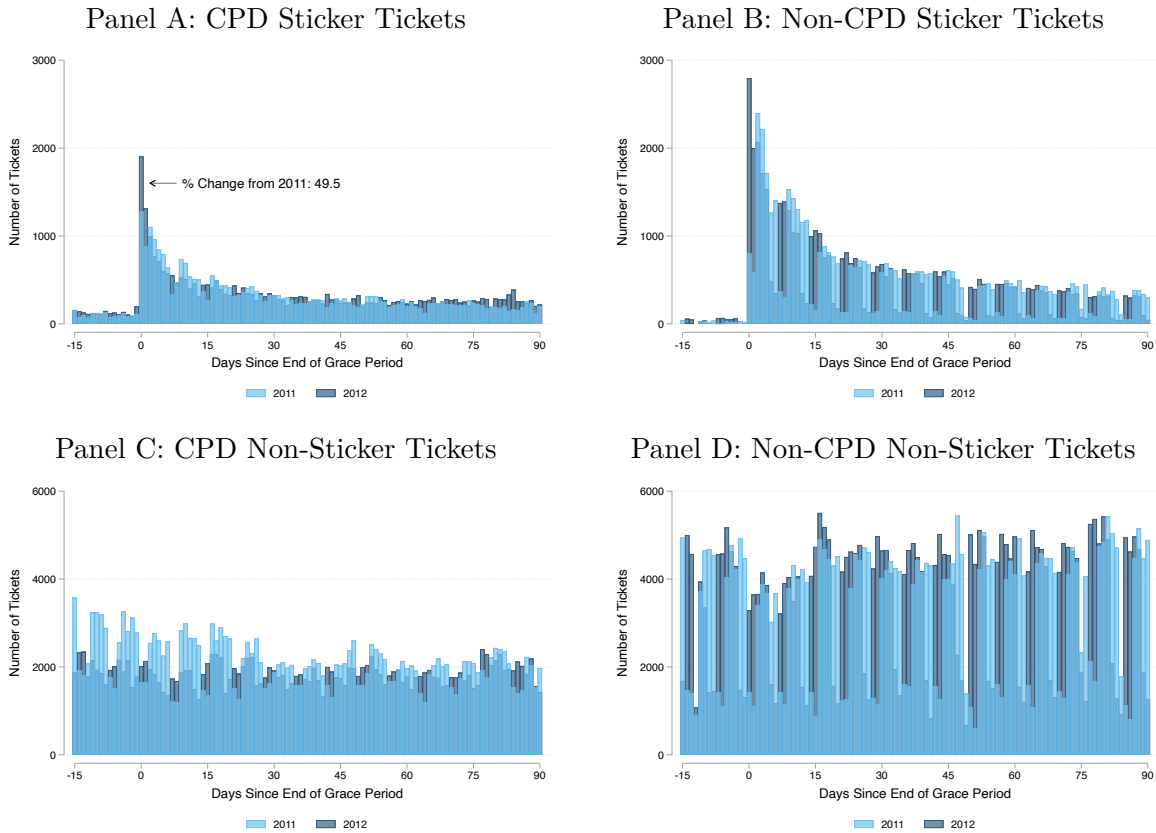 Panel A: CPD Sticker Tickets
Number of Tickets
3000
2000
1000
0
% Change from 2011: 49.5
-15 0 15 30 45 60 75 90
Days Since End of Grace Period
2011 2012
Panel B: Non-CPD Sticker Tickets
Number of Tickets
3000
2000
1000
0
-15 0 15 30 45 60 75 90
Days Since End of Grace Period
2011 2012
Panel C: CPD Non-Sticker Tickets
Number of Tickets
6000
4000
2000
0
-15 0 15 30 45 60 75 90
Days Since End of Grace Period
2011 2012
Panel D: Non-CPD Non-Sticker Tickets
Number of Tickets
6000
4000
2000
0
-15 0 15 30 45 60 75 90
Days Since End of Grace Period
2011 2012